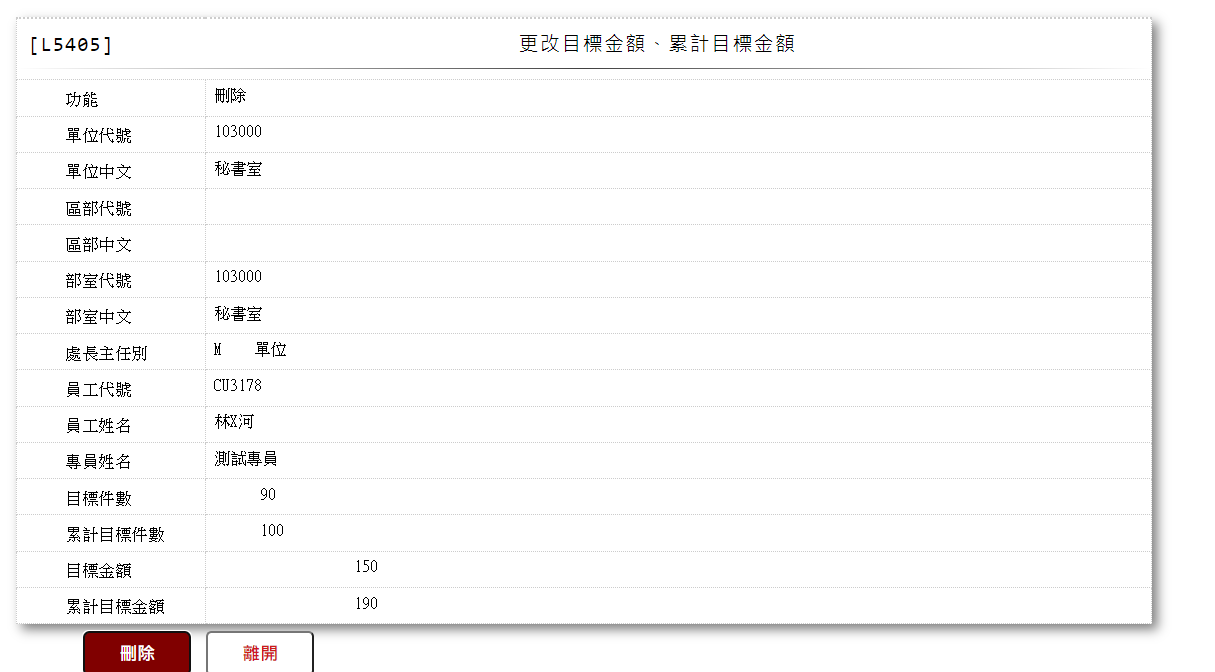 [L5405] 更改目標金額、累計目標金額
功能 刪除
單位代號 103000
單位中文 秘書室
區部代號
區部中文
部室代號 103000
部室中文 秘書室
處長主任別 M 單位
員工代號 CU3178
員工姓名 林X河
專員姓名 測試專員
目標件數 90
累計目標件數 100
目標金額 150
累計目標金額 190
刪除 離開